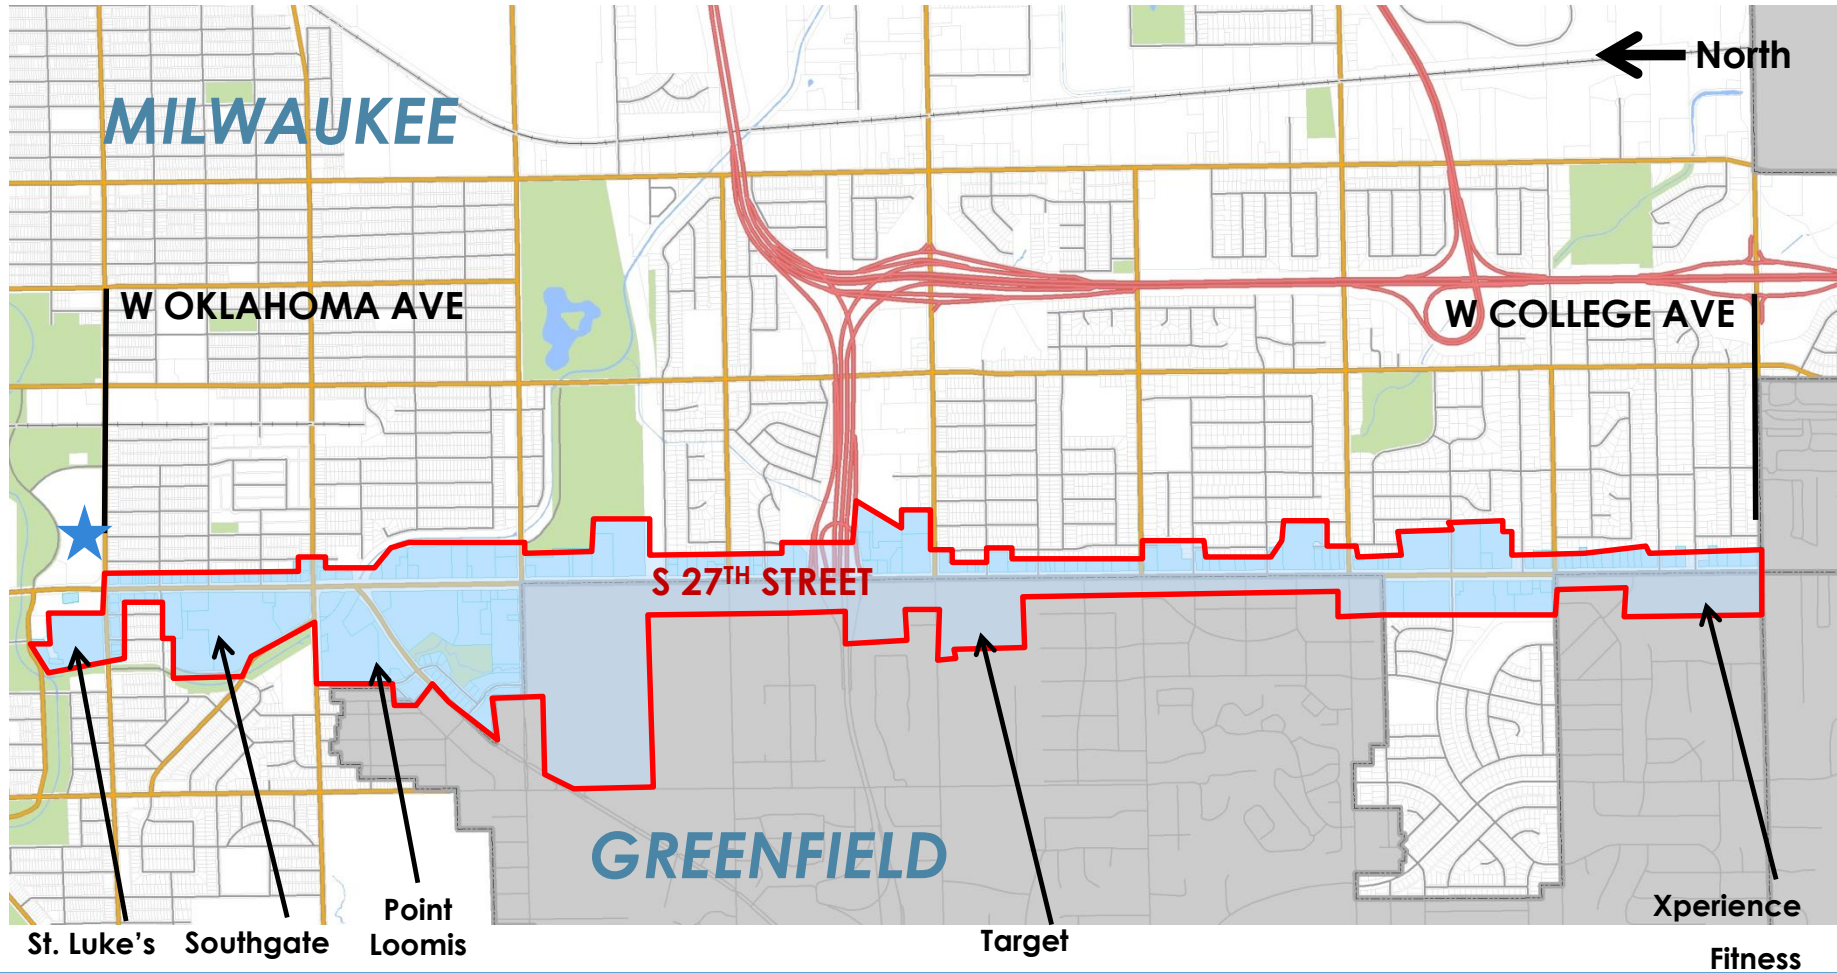 North
MILWAUKEE
W OKLAHOMA AVE
W COLLEGE AVE
S 27TH STREET
GREENFIELD
St. Luke’s
Southgate
Point
Loomis
Target
Xperience
Fitness